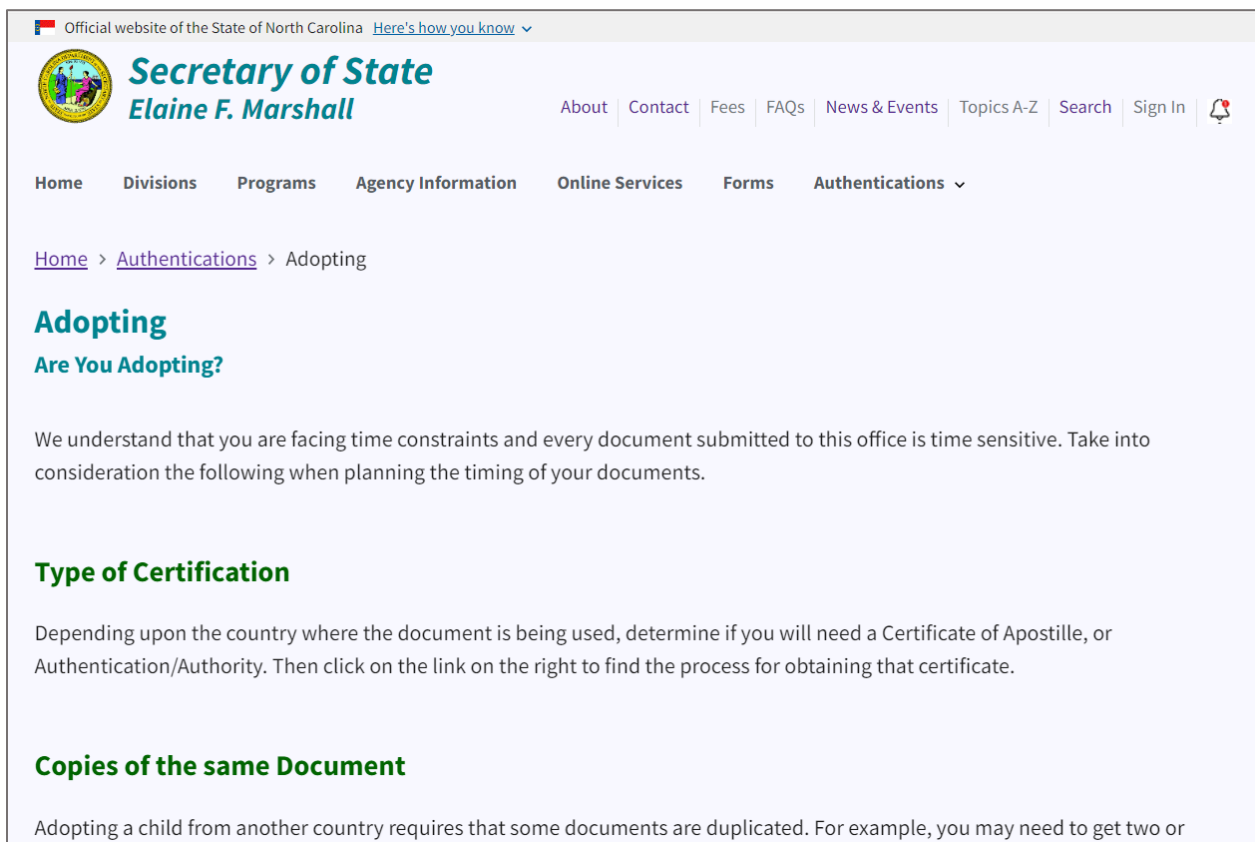 Official website of the State of North Carolina Here's how you know
Secretary of State
Elaine F. Marshall
About Contact Fees FAQs News & Events Topics A-Z Search Sign In
Home Divisions Programs Agency Information Online Services Forms Authentications
Home > Authentications > Adopting
Adopting
Are You Adopting?
We understand that you are facing time constraints and every document submitted to this office is time sensitive. Take into
consideration the following when planning the timing of your documents.
Type of Certification
Depending upon the country where the document is being used, determine if you will need a Certificate of Apostille, or
Authentication/Authority. Then click on the link on the right to find the process for obtaining that certificate.
Copies of the same Document
Adopting a child from another country requires that some documents are duplicated. For example, you may need to get two or